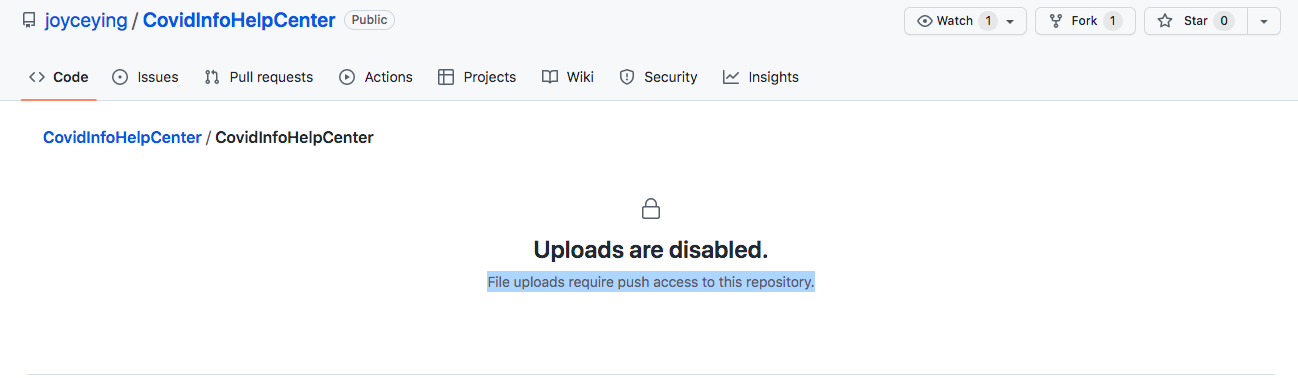 joyceying / CovidInfoHelpCenter Public Watch 1 Fork 1 Star 0
Code Issues Pull requests Actions Projects Wiki Security Insights
CovidInfoHelpCenter / CovidInfoHelpCenter
Uploads are disabled.
File uploads require push access to this repository.